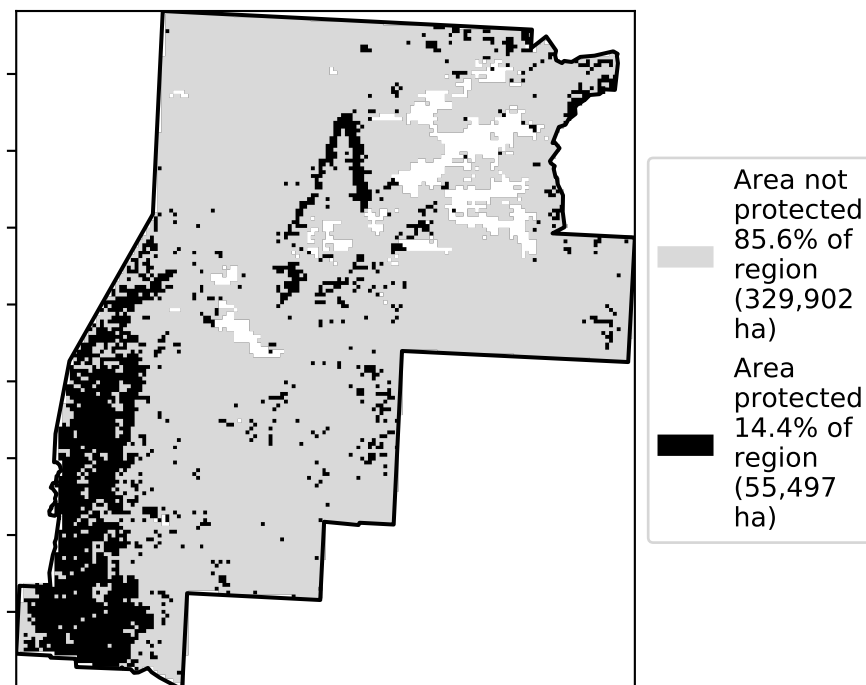 Area not
protected
85.6% of
region
(329,902
ha)
Area
protected
14.4% of
region
(55,497
ha)